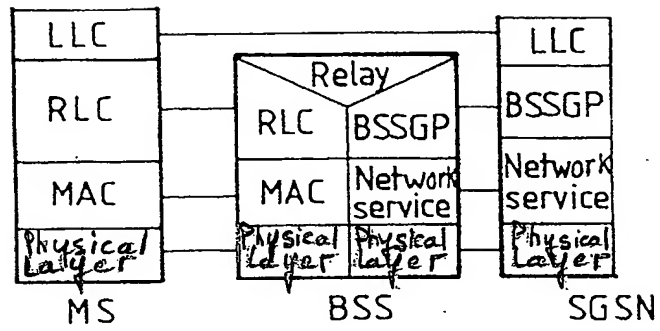 LLC
RLC
MAC
Physical
Layer
MS
Relay
RLC
BSSGP
MAC
Network
service
Physical
Layer
Physical
Layer
BSS
LLC
BSSGP
Network
service
Physical
Layer
SGSN